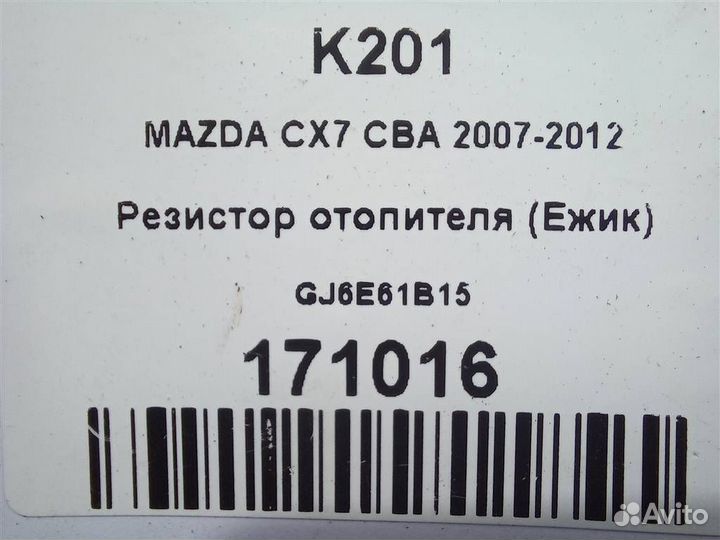 K201
MAZDA CX7 CBA 2007-2012
Резистор отопителя (Ежик)
GJ6E61B15
171016
Avito